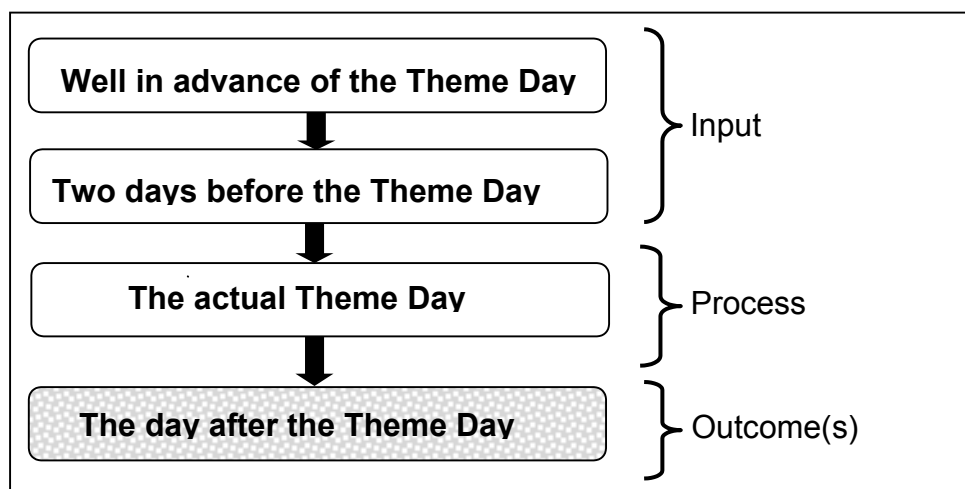 Well in advance of the Theme Day
Input
Two days before the Theme Day
The actual Theme Day
Process
The day after the Theme Day
Outcome(s)